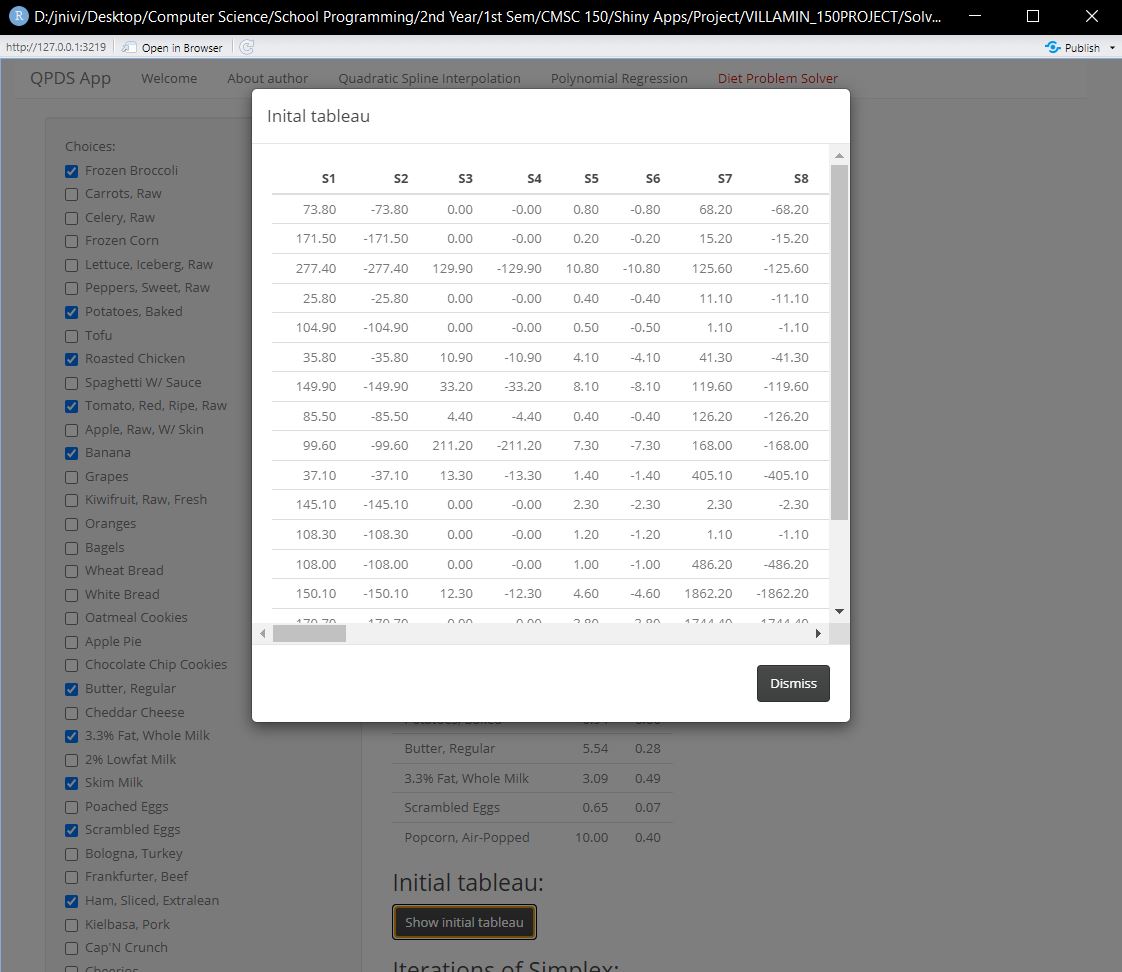 D:/jnivi/Desktop/Computer Science/School Programming/2nd Year/1st Sem/CMSC 150/Shiny Apps/Project/VILLAMIN_150PROJECT/Solv...
http://127.0.0.1:3219 Open in Browser Publish
QPDS App Welcome About author Quadratic Spline Interpolation Polynomial Regression Diet Problem Solver
Inital tableau
S1 S2 S3 S4 S5 S6 S7 S8
73.80 -73.80 0.00 -0.00 0.80 -0.80 68.20 -68.20
171.50 -171.50 0.00 -0.00 0.20 -0.20 15.20 -15.20
277.40 -277.40 129.90 -129.90 10.80 -10.80 125.60 -125.60
25.80 -25.80 0.00 -0.00 0.40 -0.40 11.10 -11.10
104.90 -104.90 0.00 -0.00 0.50 -0.50 1.10 -1.10
35.80 -35.80 10.90 -10.90 4.10 -4.10 41.30 -41.30
149.90 -149.90 33.20 -33.20 8.10 -8.10 119.60 -119.60
85.50 -85.50 4.40 -4.40 0.40 -0.40 126.20 -126.20
99.60 -99.60 211.20 -211.20 7.30 -7.30 168.00 -168.00
37.10 -37.10 13.30 -13.30 1.40 -1.40 405.10 -405.10
145.10 -145.10 0.00 -0.00 2.30 -2.30 2.30 -2.30
108.30 -108.30 0.00 -0.00 1.20 -1.20 1.10 -1.10
108.00 -108.00 0.00 -0.00 1.00 -1.00 486.20 -486.20
150.10 -150.10 12.30 -12.30 4.60 -4.60 1862.20 -1862.20
Dismiss
Choices:
Frozen Broccoli
Carrots, Raw
Celery, Raw
Frozen Corn
Lettuce, Iceberg, Raw
Peppers, Sweet, Raw
Potatoes, Baked
Tofu
Roasted Chicken
Spaghetti W/ Sauce
Tomato, Red, Ripe, Raw
Apple, Raw, W/ Skin
Banana
Grapes
Kiwifruit, Raw, Fresh
Oranges
Bagels
Wheat Bread
White Bread
Oatmeal Cookies
Apple Pie
Chocolate Chip Cookies
Butter, Regular
Cheddar Cheese
3.3% Fat, Whole Milk
2% Lowfat Milk
Skim Milk
Poached Eggs
Scrambled Eggs
Bologna, Turkey
Frankfurter, Beef
Ham, Sliced, Extralean
Kielbasa, Pork
Cap'N Crunch
Cheerios
Potatoes, Baked
Butter, Regular 5.54 0.28
3.3% Fat, Whole Milk 3.09 0.49
Scrambled Eggs 0.65 0.07
Popcorn, Air-Popped 10.00 0.40
Initial tableau:
Show initial tableau
Iterations of Simplex: